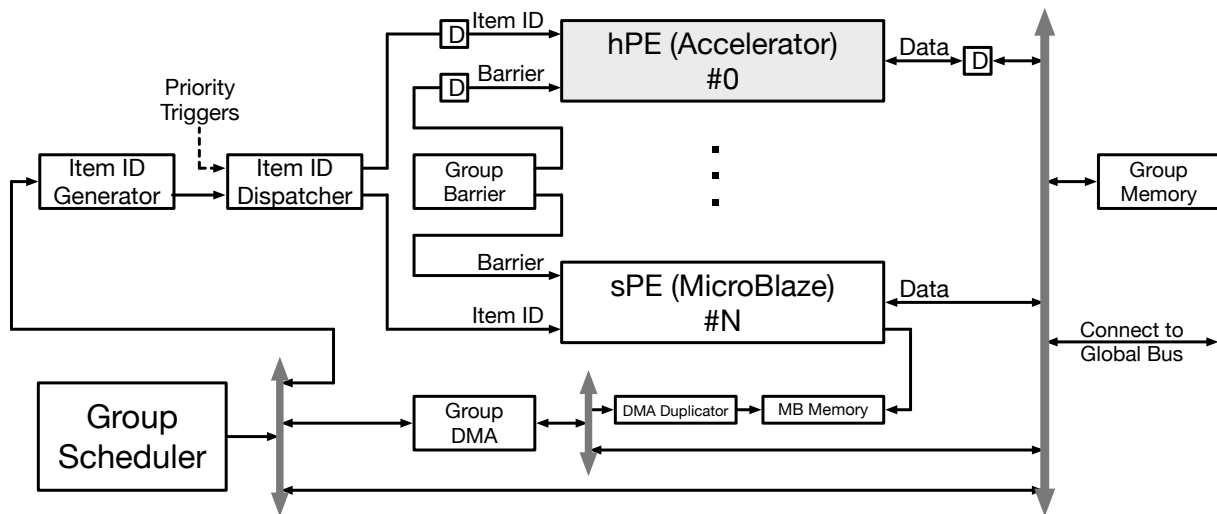 Item ID
D
hPE (Accelerator)
#0
Data
D
Barrier
D
Priority
Triggers
Item ID
Generator
Item ID
Dispatcher
Group
Barrier
Group
Memory
Barrier
sPE (MicroBlaze)
#N
Data
Item ID
Connect to
Global Bus
Group
Scheduler
Group
DMA
DMA Duplicator
MB Memory